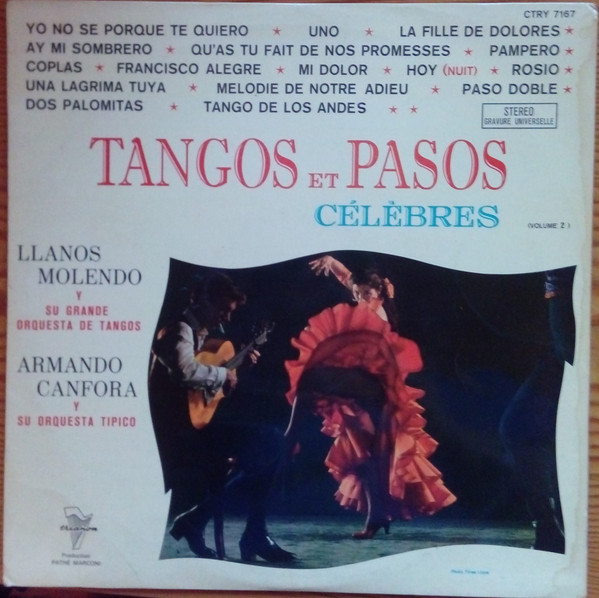 CTRY 7167
YO NO SE PORQUE TE QUIERO ★ UNO ★ LA FILLE DE DOLORES ★
AY MI SOMBRERO ★ QU'AS TU FAIT DE NOS PROMESSES ★ PAMPERO ★
COPLAS ★ FRANCISCO ALEGRE ★ MI DOLOR ★ HOY (NUIT) ★ ROSIO ★
UNA LAGRIMA TUYA ★ MELODIE DE NOTRE ADIEU ★ PASO DOBLE ★
DOS PALOMITAS ★ TANGO DE LOS ANDES ★ ★
STEREO
GRAVURE UNIVERSELLE
TANGOS ET PASOS
CÉLÈBRES
(VOLUME 2)
LLANOS
MOLENDO
Y
SU GRANDE
ORQUESTA DE TANGOS
ARMANDO
CANFORA
Y
SU ORQUESTA TIPICO
trianon
Production
PATHE MARCONI